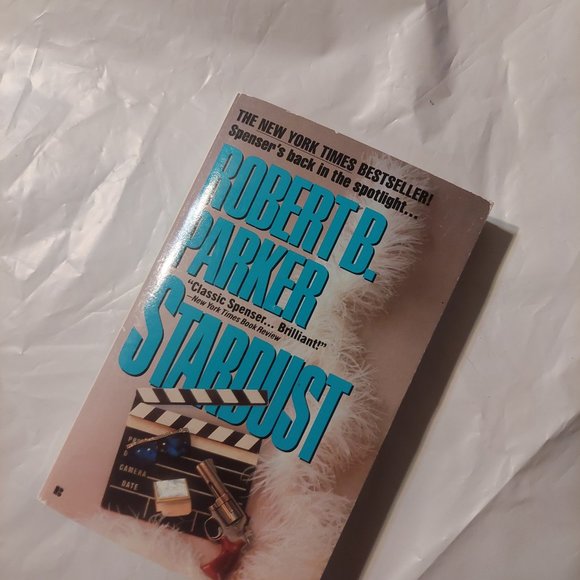 THE NEW YORK TIMES BESTSELLER!
Spenser's back in the spotlight...
ROBERT B.
PARKER
"Classic Spenser... Brilliant!"
—New York Times Book Review
STARDUST
CAMERA
DATE